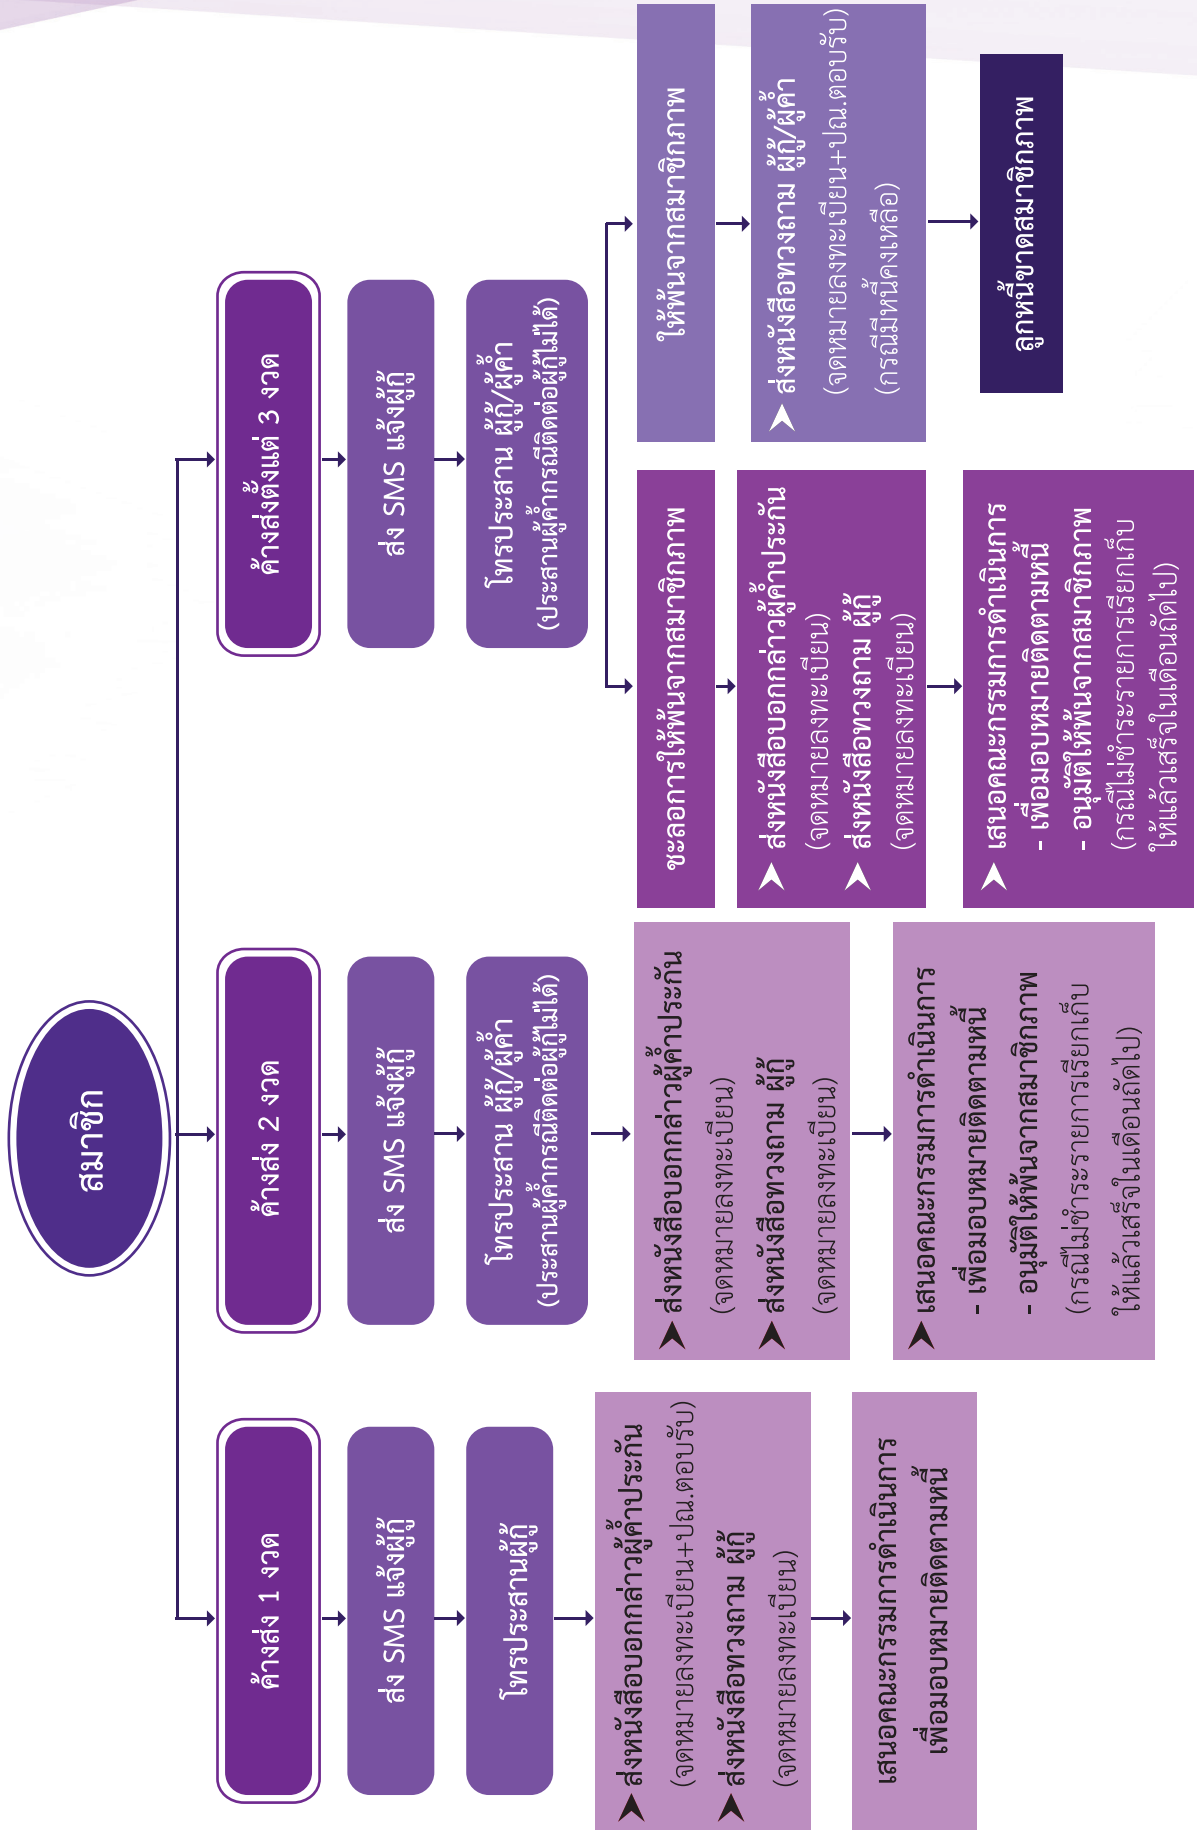 สมาชิก
ค้างส่ง 1 งวด
ส่ง SMS แจ้งผู้กู้
โทรประสานผู้กู้
➤ส่งหนังสือบอกกล่าวผู้ค้ำประกัน
(จดหมายลงทะเบียน+ปณ.ตอบรับ)
➤ส่งหนังสือทวงถาม ผู้กู้
(จดหมายลงทะเบียน)
เสนอคณะกรรมการดำเนินการ
เพื่อมอบหมายติดตามหนี้
ค้างส่ง 2 งวด
ส่ง SMS แจ้งผู้กู้
โทรประสาน ผู้กู้/ผู้ค้ำ
(ประสานผู้ค้ำกรณีติดต่อผู้กู้ไม่ได้)
➤ส่งหนังสือบอกกล่าวผู้ค้ำประกัน
(จดหมายลงทะเบียน)
➤ส่งหนังสือทวงถาม ผู้กู้
(จดหมายลงทะเบียน)
➤เสนอคณะกรรมการดำเนินการ
- เพื่อมอบหมายติดตามหนี้
- อนุมัติให้พ้นจากสมาชิกภาพ
(กรณีไม่ชำระรายการเรียกเก็บ
ให้แล้วเสร็จในเดือนถัดไป)
ค้างส่งตั้งแต่ 3 งวด
ส่ง SMS แจ้งผู้กู้
โทรประสาน ผู้กู้/ผู้ค้ำ
(ประสานผู้ค้ำกรณีติดต่อผู้กู้ไม่ได้)
ชะลอการให้พ้นจากสมาชิกภาพ
➤ส่งหนังสือบอกกล่าวผู้ค้ำประกัน
(จดหมายลงทะเบียน)
➤ส่งหนังสือทวงถาม ผู้กู้
(จดหมายลงทะเบียน)
➤เสนอคณะกรรมการดำเนินการ
- เพื่อมอบหมายติดตามหนี้
- อนุมัติให้พ้นจากสมาชิกภาพ
(กรณีไม่ชำระรายการเรียกเก็บ
ให้แล้วเสร็จในเดือนถัดไป)
ให้พ้นจากสมาชิกภาพ
➤ส่งหนังสือทวงถาม ผู้กู้/ผู้ค้ำ
(จดหมายลงทะเบียน+ปณ.ตอบรับ)
(กรณีมีหนี้คงเหลือ)
ลูกหนี้ขาดสมาชิกภาพ